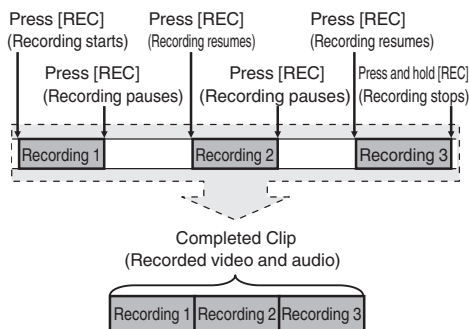 Press [REC]
(Recording starts)
Press [REC]
(Recording resumes)
Press [REC]
(Recording resumes)
Press [REC]
(Recording pauses)
Press [REC]
(Recording pauses)
Press and hold [REC]
(Recording stops)
Recording 1
Recording 2
Recording 3
Completed Clip
(Recorded video and audio)
Recording 1
Recording 2
Recording 3